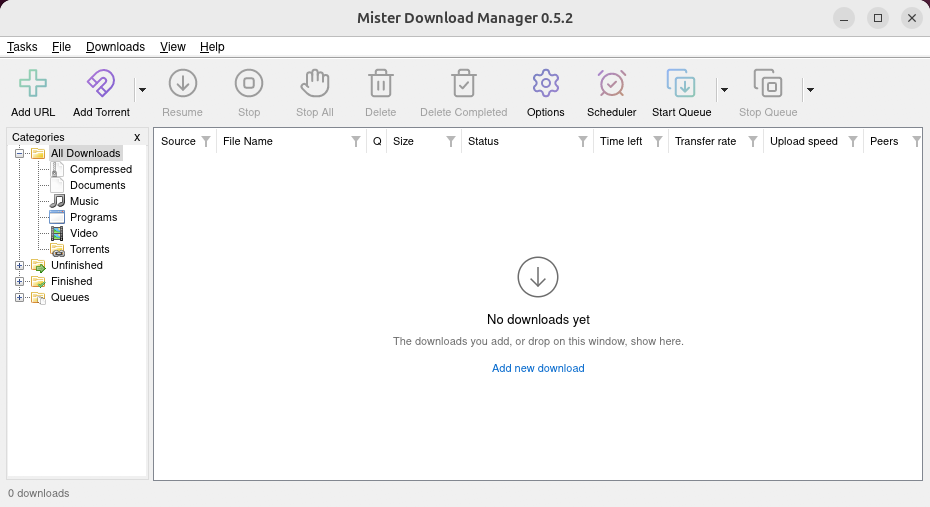 Mister Download Manager 0.5.2
Tasks File Downloads View Help
Add URL Add Torrent Resume Stop Stop All Delete Delete Completed Options Scheduler Start Queue Stop Queue
Categories X
Source File Name Q Size Status Time left Transfer rate Upload speed Peers
All Downloads
Compressed
Documents
Music
Programs
Video
Torrents
Unfinished
Finished
Queues
No downloads yet
The downloads you add, or drop on this window, show here.
Add new download
0 downloads